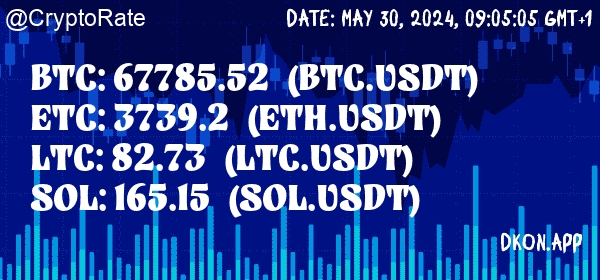 @CryptoRate
DATE: MAY 30, 2024, 09:05:05 GMT+1
BTC: 67785.52 (BTC.USDT)
ETC: 3739.2 (ETH.USDT)
LTC: 82.73 (LTC.USDT)
SOL: 165.15 (SOL.USDT)
DKON.APP